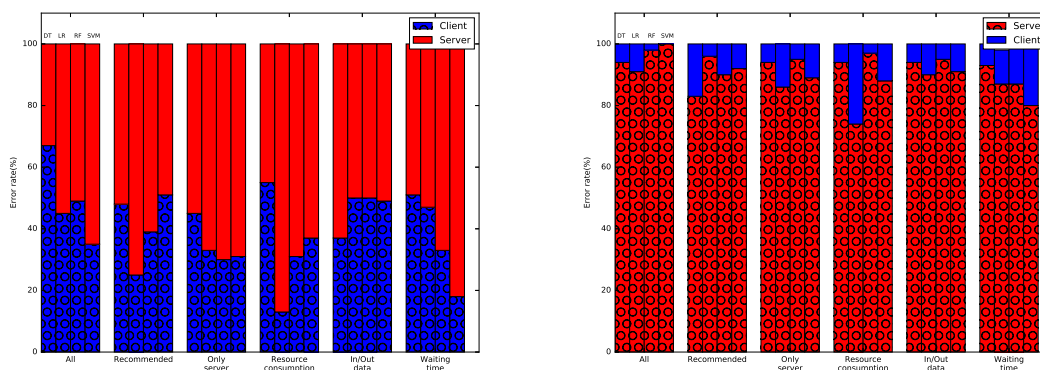 Client
Server
DT LR RF SVM
100
80
60
40
20
0
Error rate(%)
All Recommended Only server Resource consumption In/Out data Waiting time
Server
Client
DT LR RF SVM
100
80
60
40
20
0
Error rate(%)
All Recommended Only server Resource consumption In/Out data Waiting time